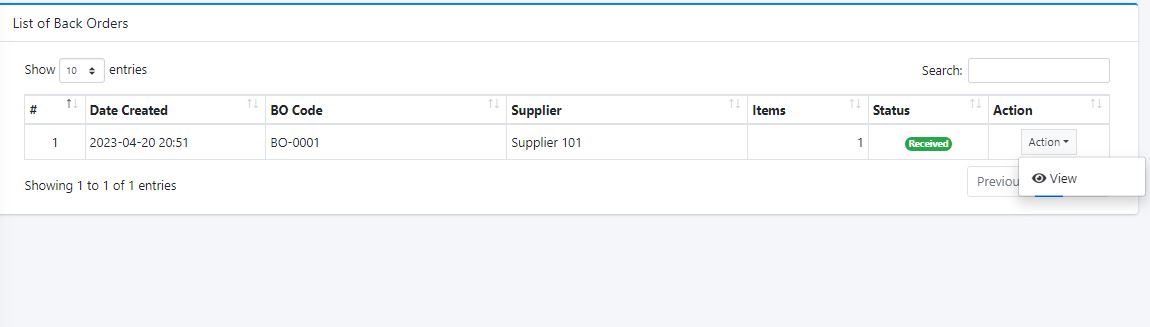 List of Back Orders
Show 10 entries Search:
# Date Created BO Code Supplier Items Status Action
1 2023-04-20 20:51 BO-0001 Supplier 101 1 Received Action
View
Showing 1 to 1 of 1 entries